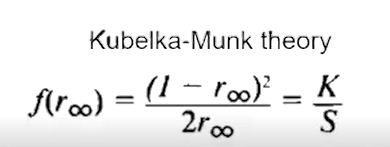 Kubelka-Munk theory
f(r∞) = (1 − r∞)² / 2r∞ = K / S